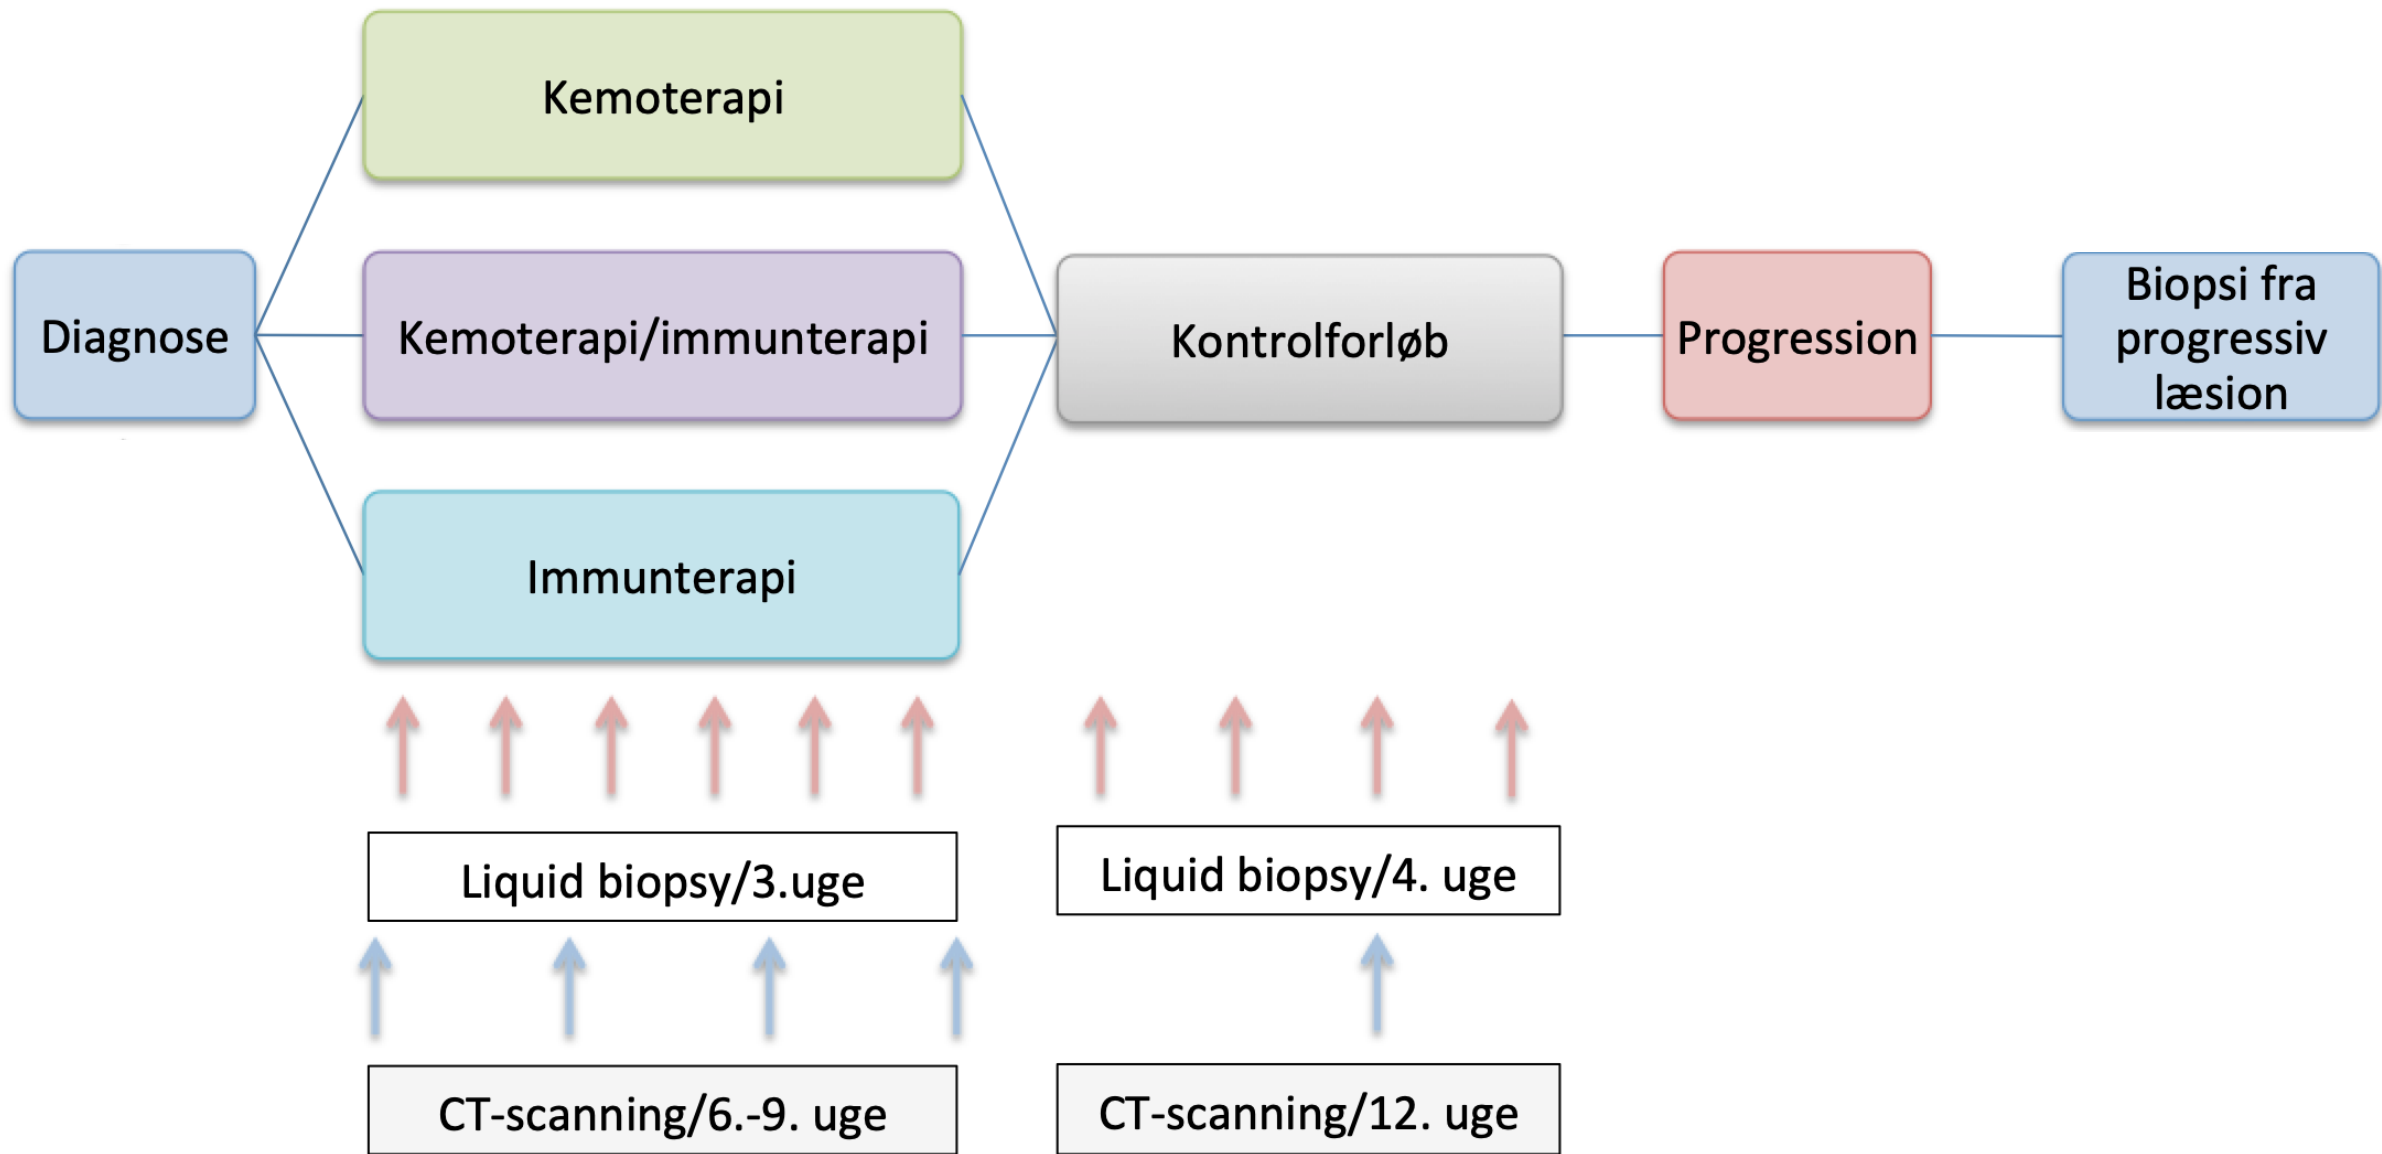 Kemoterapi
Diagnose
Kemoterapi/immunterapi
Immunterapi
Kontrolforløb
Progression
Biopsi fra
progressiv
læsion
Liquid biopsy/3.uge
Liquid biopsy/4. uge
CT-scanning/6.-9. uge
CT-scanning/12. uge